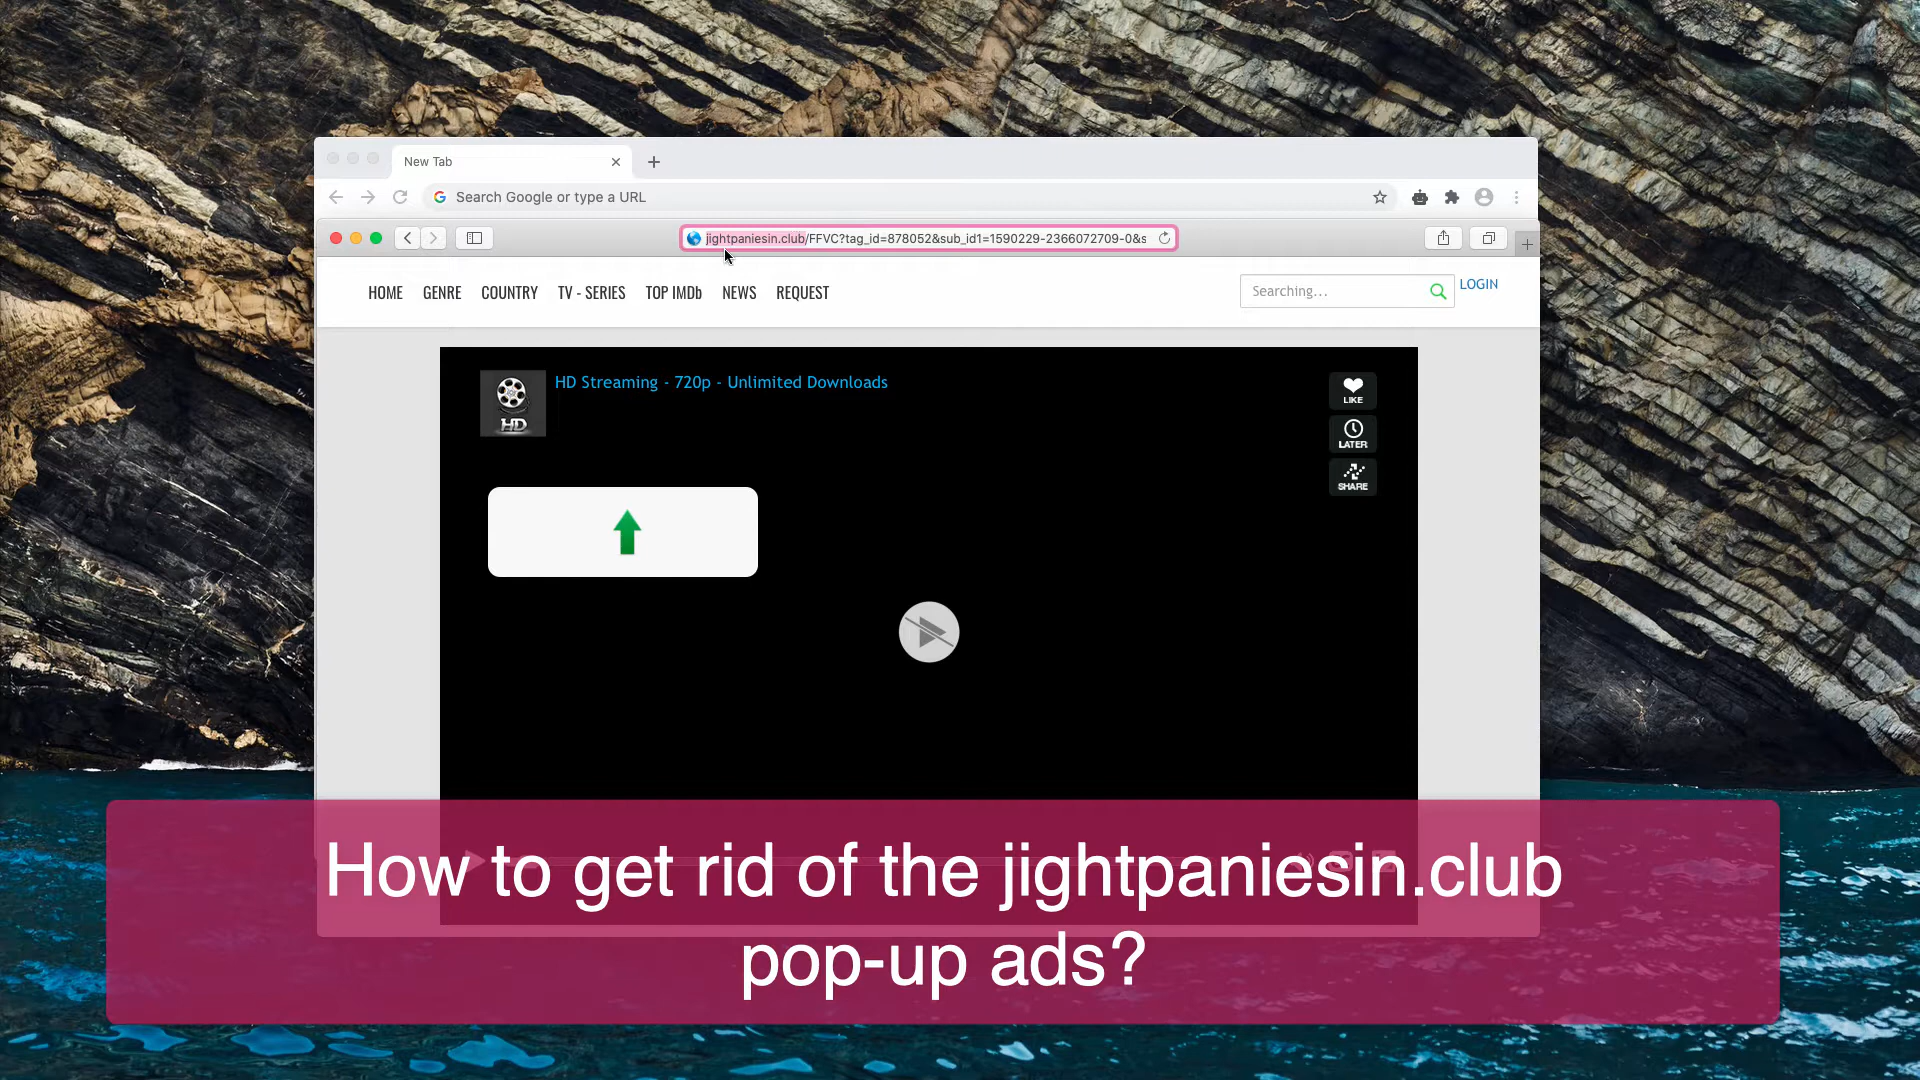 New Tab
Search Google or type a URL
jightpaniesin.club/FFVC?tag_id=878052&sub_id1=1590229-2366072709-0&s
HOME GENRE COUNTRY TV - SERIES TOP IMDb NEWS REQUEST
Searching...
LOGIN
HD
HD Streaming - 720p - Unlimited Downloads
LIKE
LATER
SHARE
How to get rid of the jightpaniesin.club
pop-up ads?